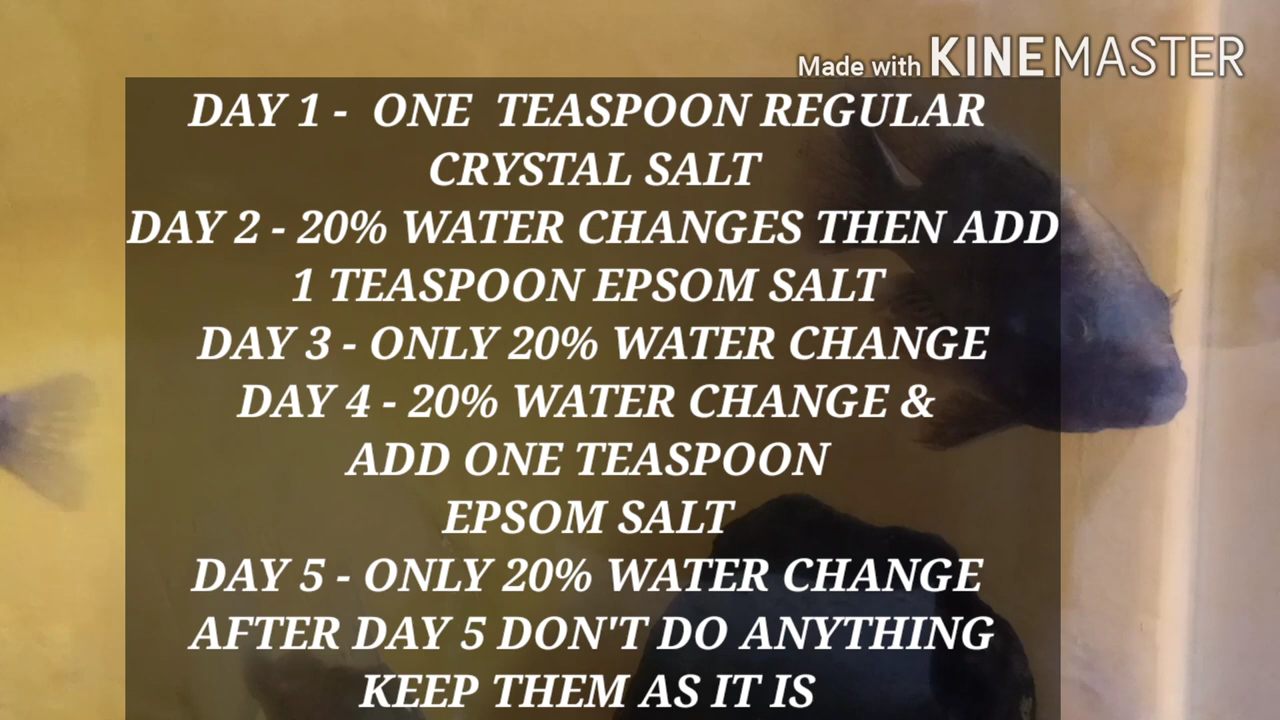 Made with KINEMASTER
DAY 1 - ONE TEASPOON REGULAR
CRYSTAL SALT
DAY 2 - 20% WATER CHANGES THEN ADD
1 TEASPOON EPSOM SALT
DAY 3 - ONLY 20% WATER CHANGE
DAY 4 - 20% WATER CHANGE &
ADD ONE TEASPOON
EPSOM SALT
DAY 5 - ONLY 20% WATER CHANGE
AFTER DAY 5 DON'T DO ANYTHING
KEEP THEM AS IT IS